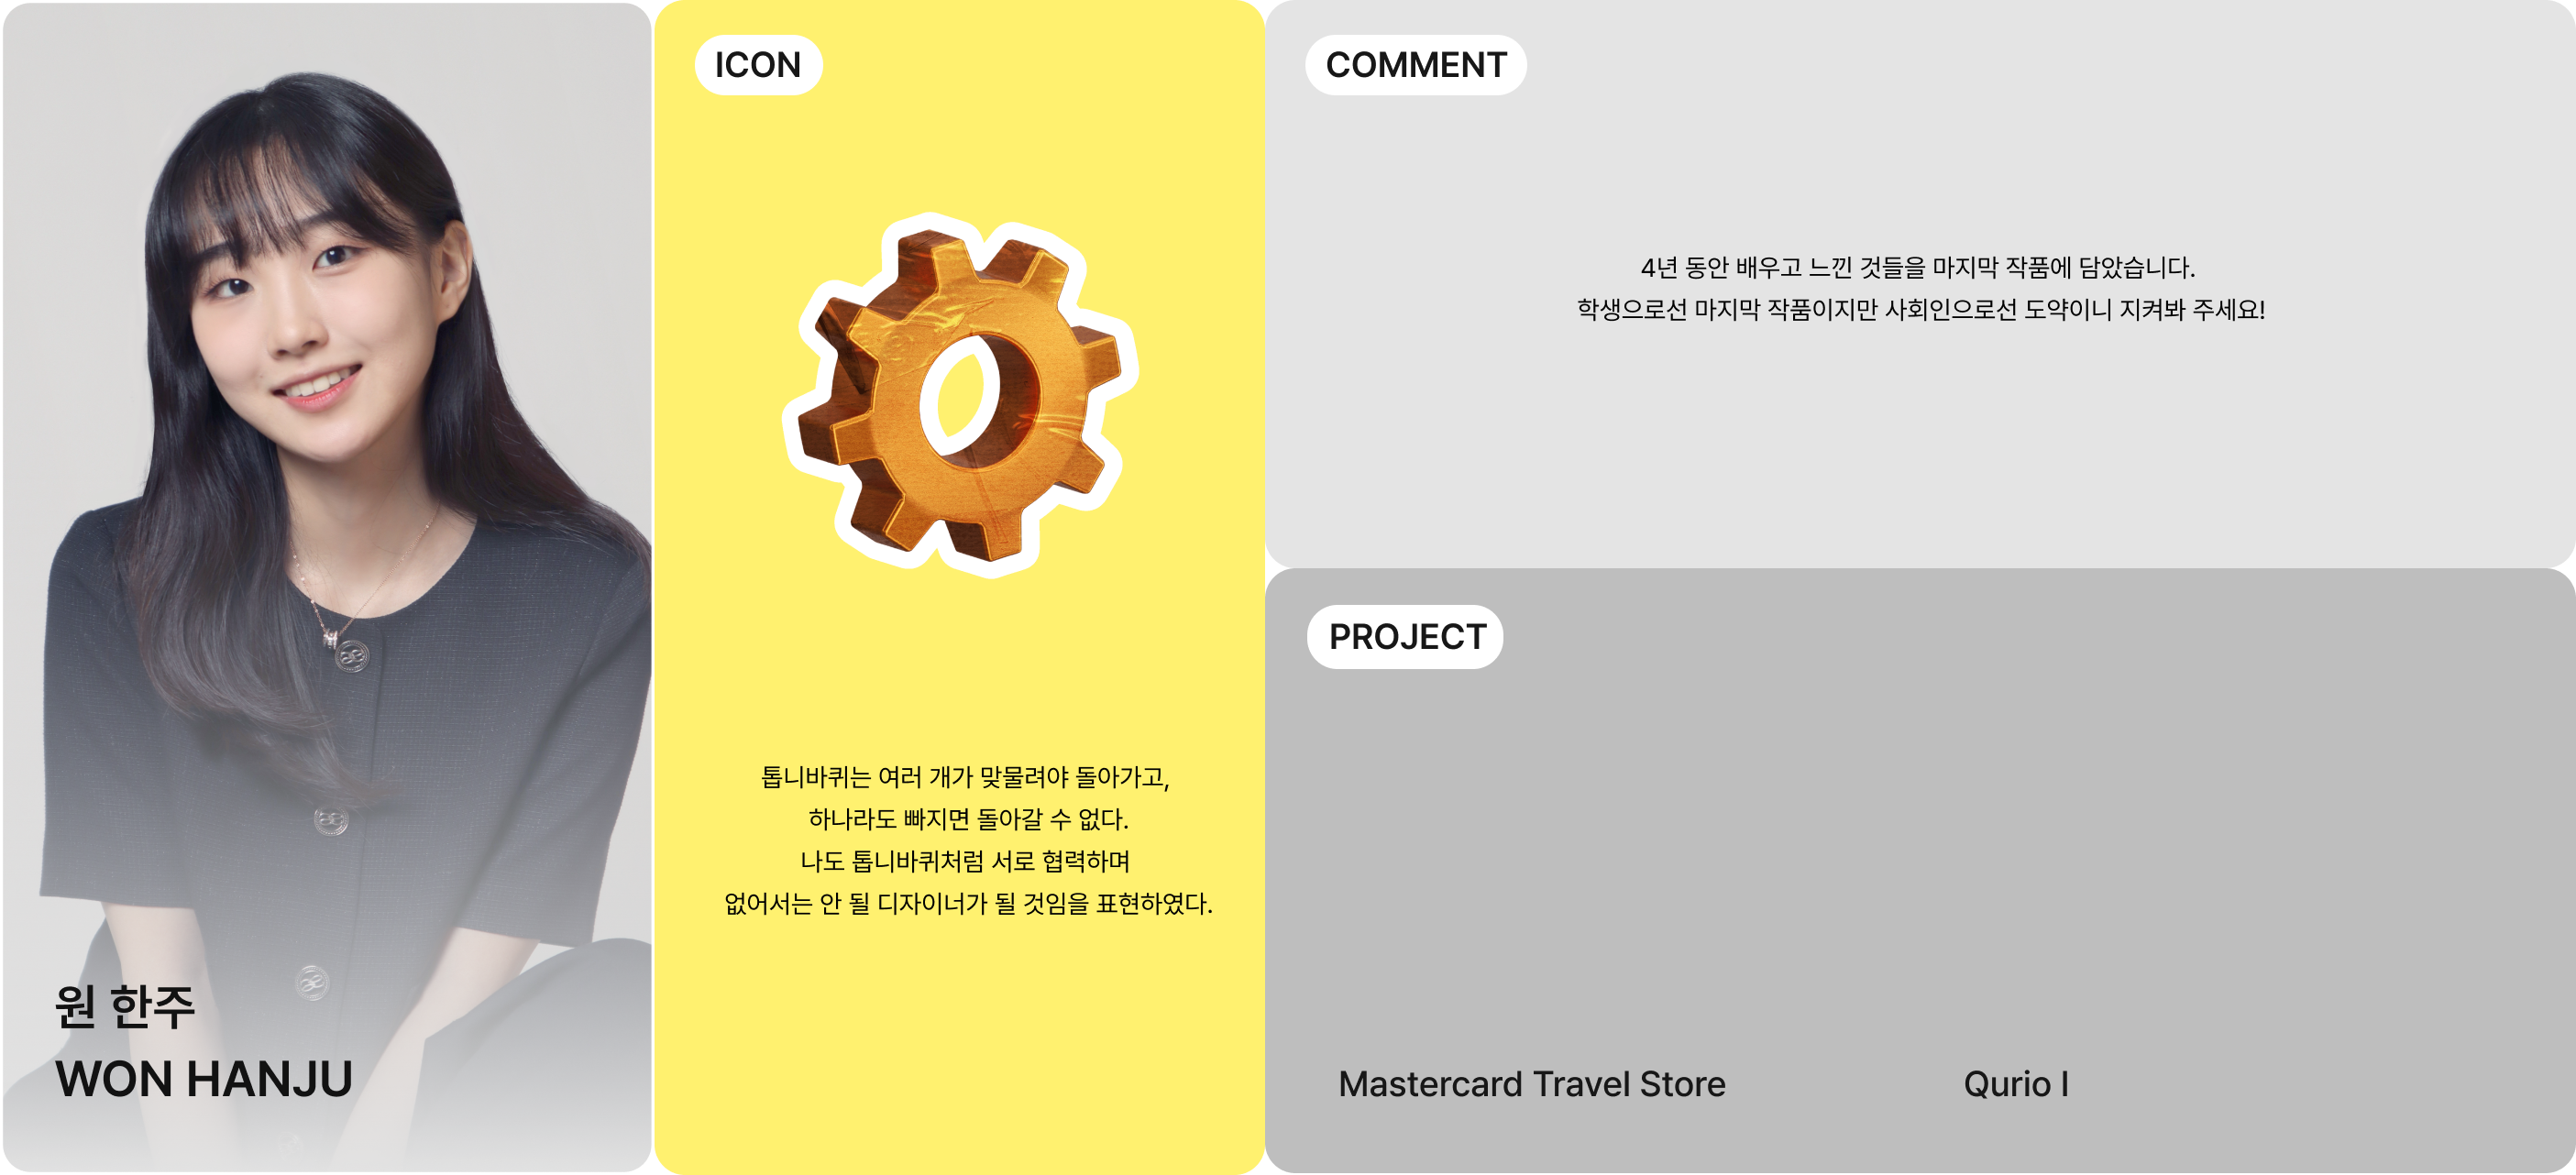 원 한주
WON HANJU
ICON
톱니바퀴는 여러 개가 맞물려야 돌아가고,
하나라도 빠지면 돌아갈 수 없다.
나도 톱니바퀴처럼 서로 협력하며
없어서는 안 될 디자이너가 될 것임을 표현하였다.
COMMENT
4년 동안 배우고 느낀 것들을 마지막 작품에 담았습니다.
학생으로선 마지막 작품이지만 사회인으로선 도약이니 지켜봐 주세요!
PROJECT
Mastercard Travel Store
Qurio I